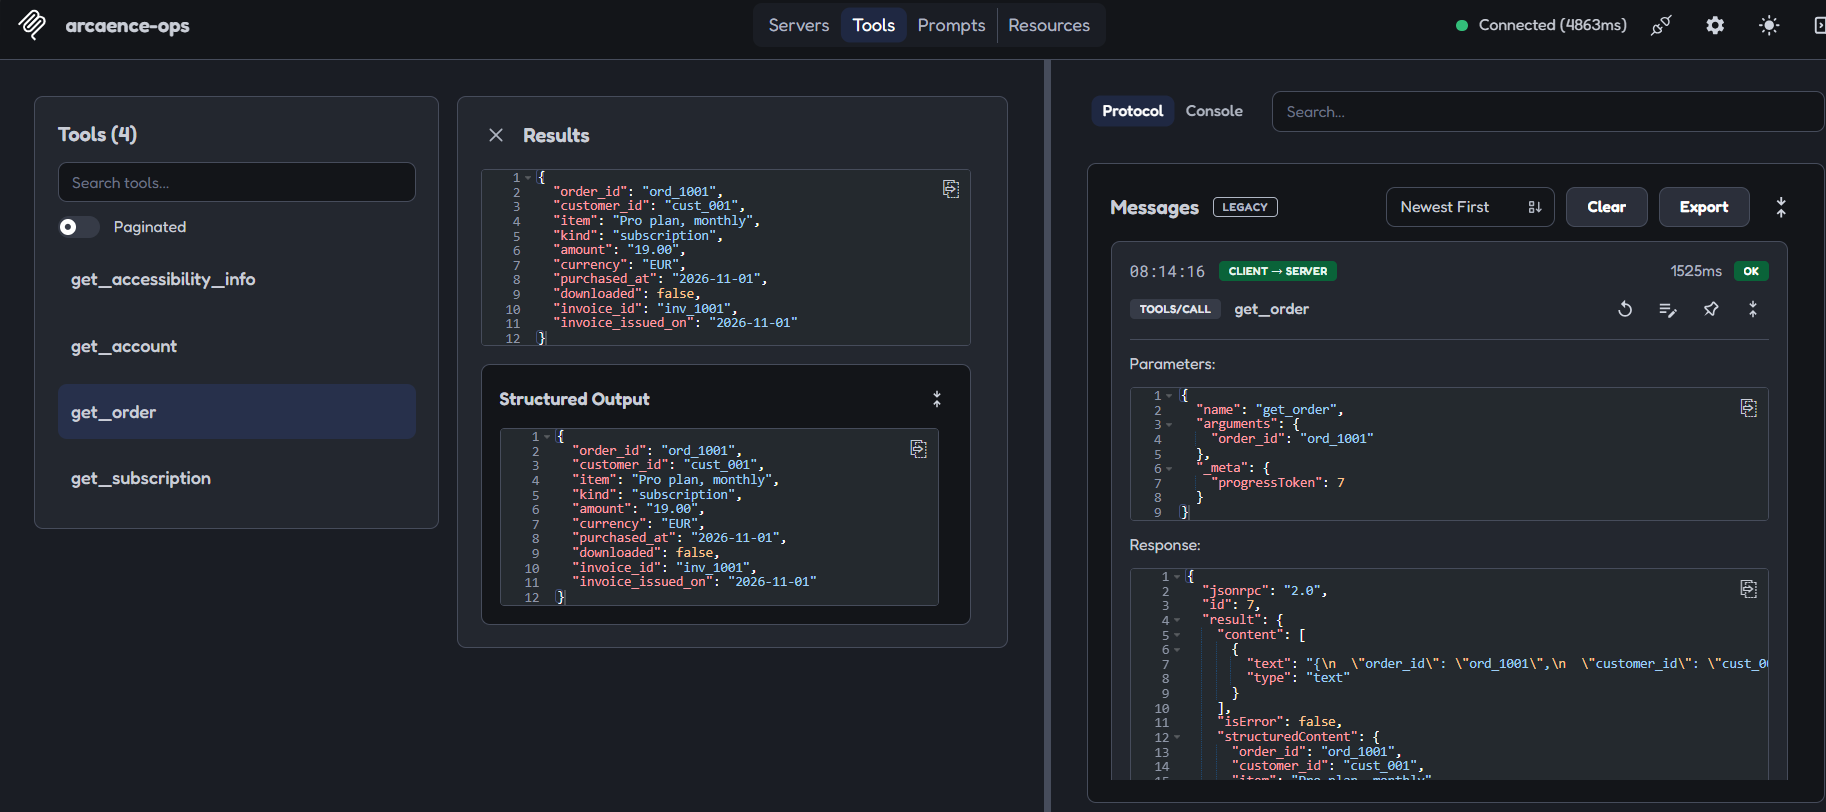 arcaence-ops
Servers Tools Prompts Resources
Connected (4863ms)
Tools (4)
Search tools...
Paginated
get_accessibility_info
get_account
get_order
get_subscription
Results
1 {
2 "order_id": "ord_1001",
3 "customer_id": "cust_001",
4 "item": "Pro plan, monthly",
5 "kind": "subscription",
6 "amount": "19.00",
7 "currency": "EUR",
8 "purchased_at": "2026-11-01",
9 "downloaded": false,
10 "invoice_id": "inv_1001",
11 "invoice_issued_on": "2026-11-01"
12 }
Structured Output
1 {
2 "order_id": "ord_1001",
3 "customer_id": "cust_001",
4 "item": "Pro plan, monthly",
5 "kind": "subscription",
6 "amount": "19.00",
7 "currency": "EUR",
8 "purchased_at": "2026-11-01",
9 "downloaded": false,
10 "invoice_id": "inv_1001",
11 "invoice_issued_on": "2026-11-01"
12 }
Protocol Console
Search...
Messages LEGACY
Newest First
Clear
Export
08:14:16 CLIENT → SERVER 1525ms OK
TOOLS/CALL get_order
Parameters:
1 {
2 "name": "get_order",
3 "arguments": {
4 "order_id": "ord_1001"
5 },
6 "_meta": {
7 "progressToken": 7
8 }
9 }
Response:
1 {
2 "jsonrpc": "2.0",
3 "id": 7,
4 "result": {
5 "content": [
6 {
7 "text": "{\n  \"order_id\": \"ord_1001\",\n  \"customer_id\": \"cust_0
8 "type": "text"
9 }
10 ],
11 "isError": false,
12 "structuredContent": {
13 "order_id": "ord_1001",
14 "customer_id": "cust_001",
15 "item": "Pro plan, monthly"